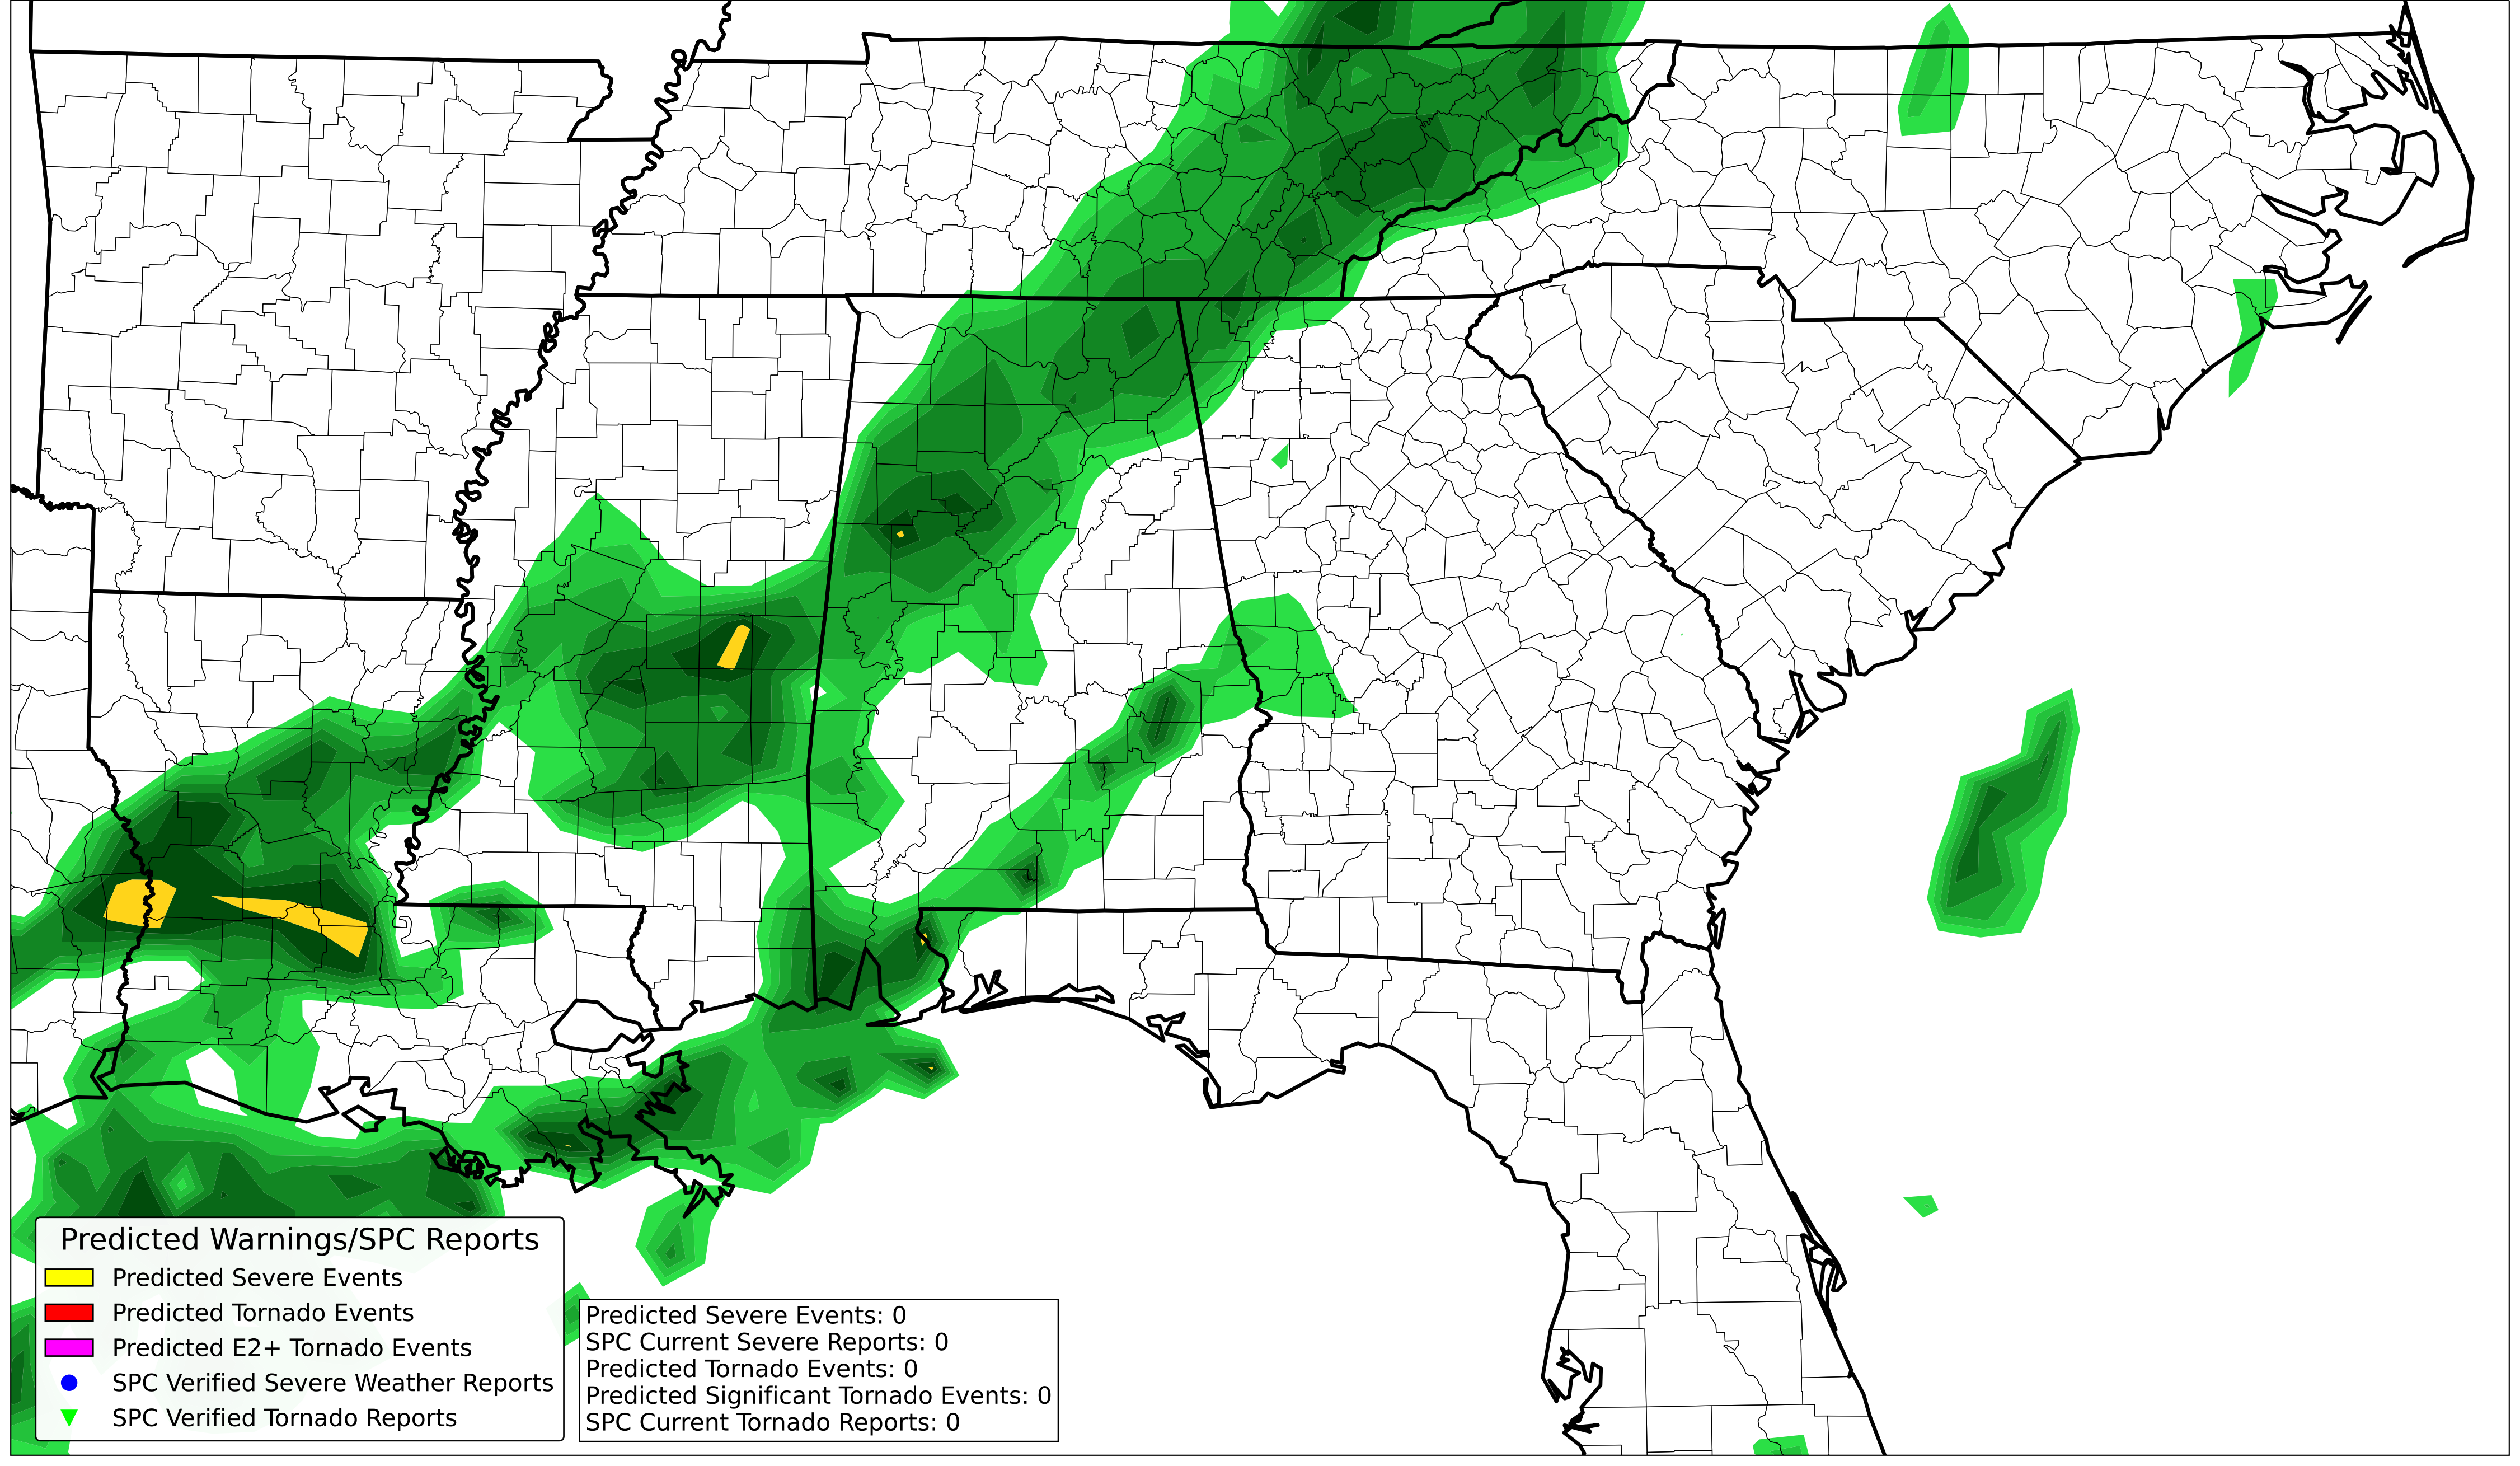 Predicted Warnings/SPC Reports
Predicted Severe Events
Predicted Tornado Events
Predicted E2+ Tornado Events
SPC Verified Severe Weather Reports
SPC Verified Tornado Reports
Predicted Severe Events: 0
SPC Current Severe Reports: 0
Predicted Tornado Events: 0
Predicted Significant Tornado Events: 0
SPC Current Tornado Reports: 0